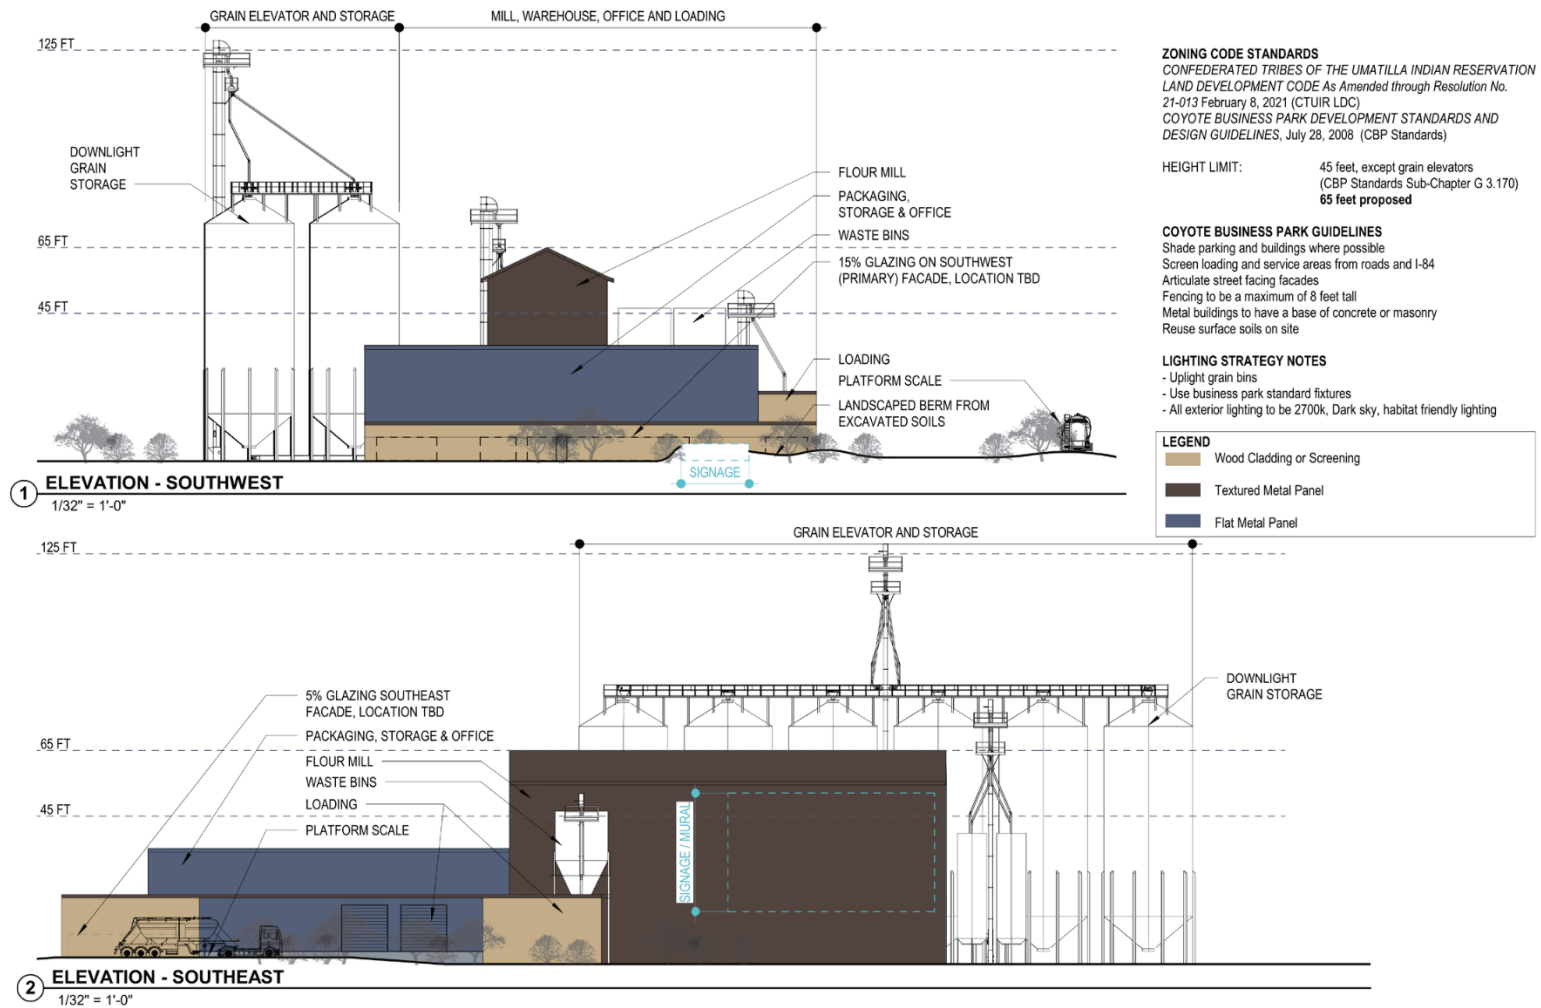 GRAIN ELEVATOR AND STORAGE
MILL, WAREHOUSE, OFFICE AND LOADING
125 FT
DOWNLIGHT
GRAIN
STORAGE
65 FT
45 FT
FLOUR MILL
PACKAGING,
STORAGE & OFFICE
WASTE BINS
15% GLAZING ON SOUTHWEST
(PRIMARY) FACADE, LOCATION TBD
LOADING
PLATFORM SCALE
LANDSCAPED BERM FROM
EXCAVATED SOILS
SIGNAGE
1
ELEVATION - SOUTHWEST
1/32" = 1'-0"
ZONING CODE STANDARDS
CONFEDERATED TRIBES OF THE UMATILLA INDIAN RESERVATION
LAND DEVELOPMENT CODE As Amended through Resolution No.
21-013 February 8, 2021 (CTUIR LDC)
COYOTE BUSINESS PARK DEVELOPMENT STANDARDS AND
DESIGN GUIDELINES, July 28, 2008 (CBP Standards)
HEIGHT LIMIT: 45 feet, except grain elevators
(CBP Standards Sub-Chapter G 3.170)
65 feet proposed
COYOTE BUSINESS PARK GUIDELINES
Shade parking and buildings where possible
Screen loading and service areas from roads and I-84
Articulate street facing facades
Fencing to be a maximum of 8 feet tall
Metal buildings to have a base of concrete or masonry
Reuse surface soils on site
LIGHTING STRATEGY NOTES
- Uplight grain bins
- Use business park standard fixtures
- All exterior lighting to be 2700k, Dark sky, habitat friendly lighting
LEGEND
Wood Cladding or Screening
Textured Metal Panel
Flat Metal Panel
GRAIN ELEVATOR AND STORAGE
125 FT
DOWNLIGHT
GRAIN STORAGE
5% GLAZING SOUTHEAST
FACADE, LOCATION TBD
PACKAGING, STORAGE & OFFICE
65 FT
FLOUR MILL
WASTE BINS
LOADING
45 FT
PLATFORM SCALE
SIGNAGE / MURAL
2
ELEVATION - SOUTHEAST
1/32" = 1'-0"